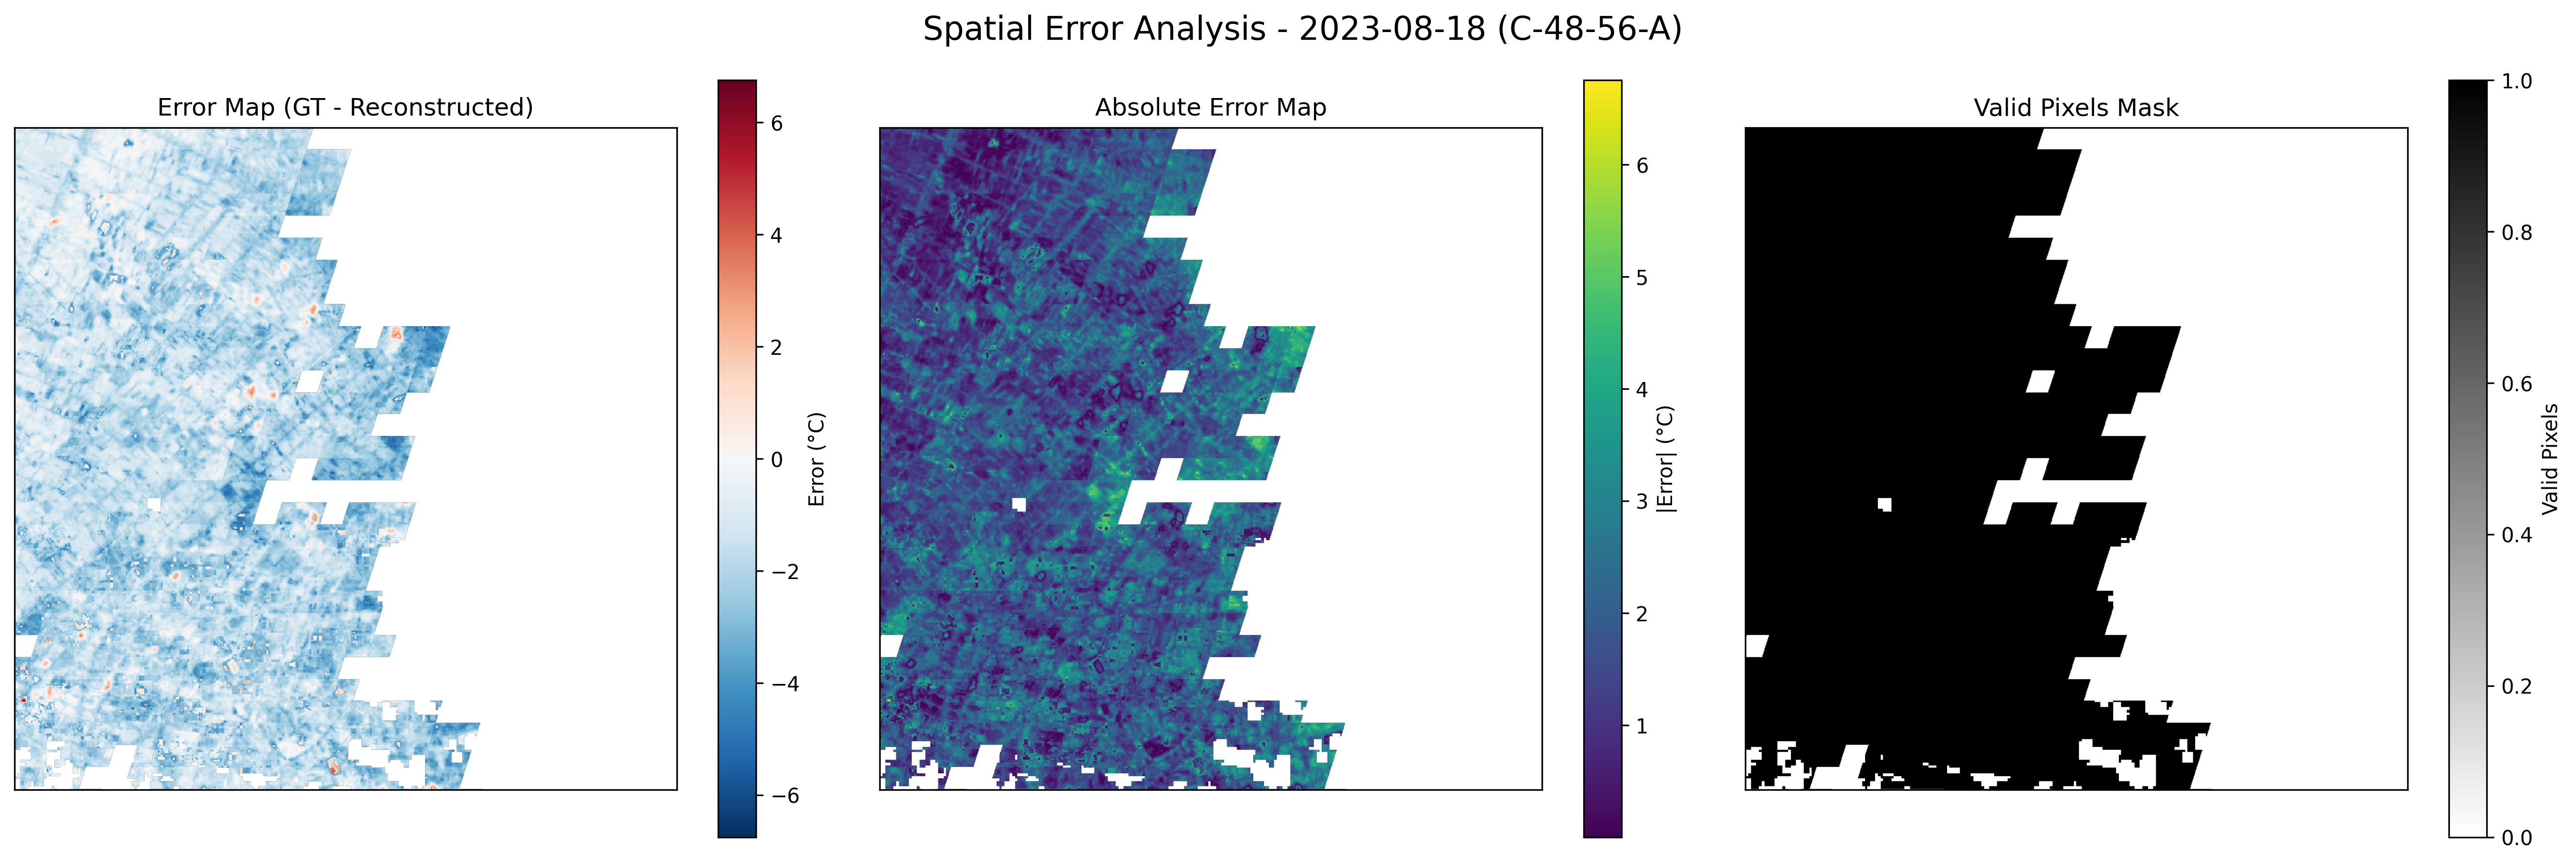 Spatial Error Analysis - 2023-08-18 (C-48-56-A)
Error Map (GT - Reconstructed)
6
4
2
0
−2
−4
−6
Error (°C)
Absolute Error Map
6
5
4
3
2
1
|Error| (°C)
Valid Pixels Mask
1.0
0.8
0.6
0.4
0.2
0.0
Valid Pixels